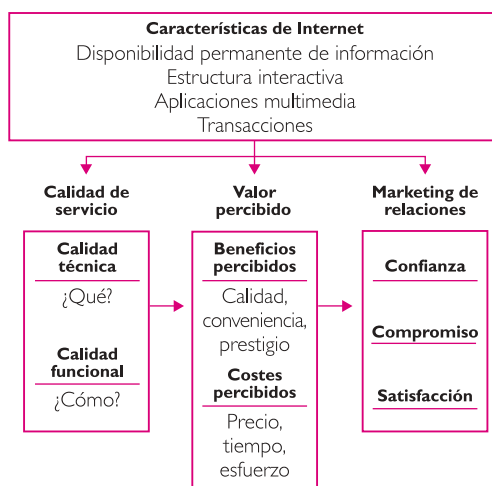 Características de Internet
Disponibilidad permanente de información
Estructura interactiva
Aplicaciones multimedia
Transacciones
Calidad de
servicio
Calidad
técnica
¿Qué?
Calidad
funcional
¿Cómo?
Valor
percibido
Beneficios
percibidos
Calidad,
conveniencia,
prestigio
Costes
percibidos
Precio,
tiempo,
esfuerzo
Marketing de
relaciones
Confianza
Compromiso
Satisfacción